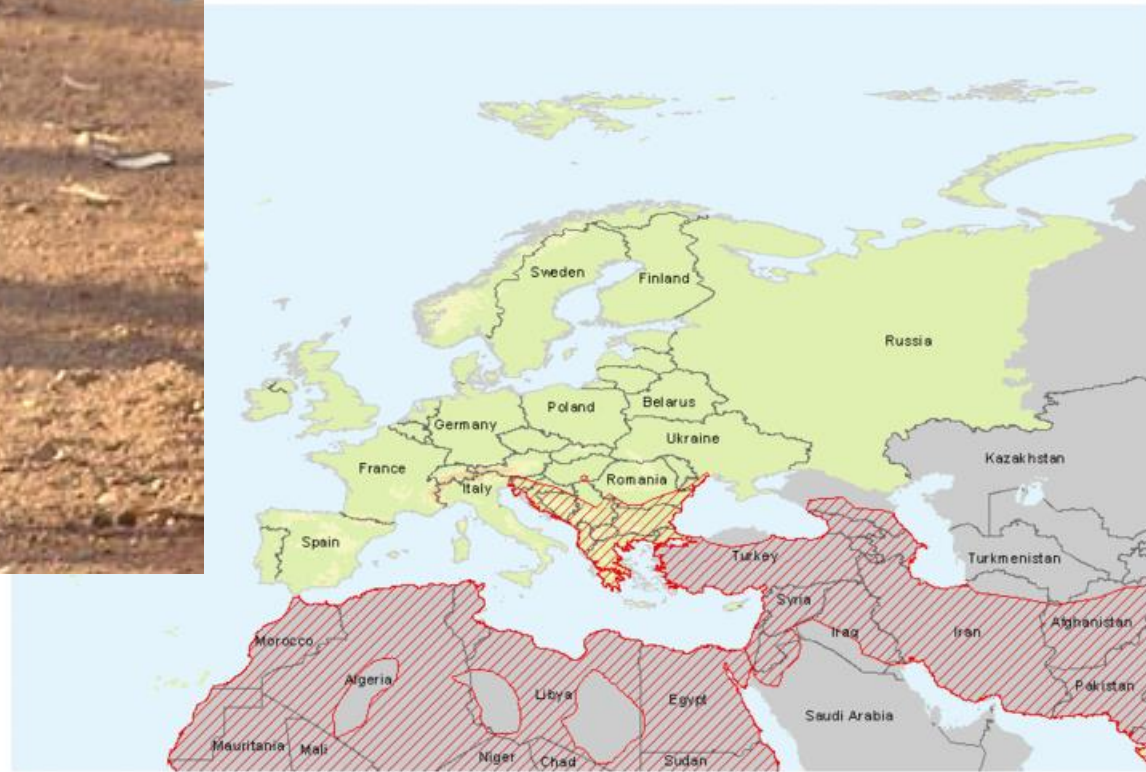 Sweden
Finland
Russia
Poland
Belarus
Germany
Ukraine
France
Kazakhstan
Romania
Italy
Spain
Turkey
Turkmenistan
Syria
Afghanistan
Iraq
Iran
Morocco
Algeria
Libya
Egypt
Pakistan
Saudi Arabia
Mauritania
Mali
Niger
Chad
Sudan